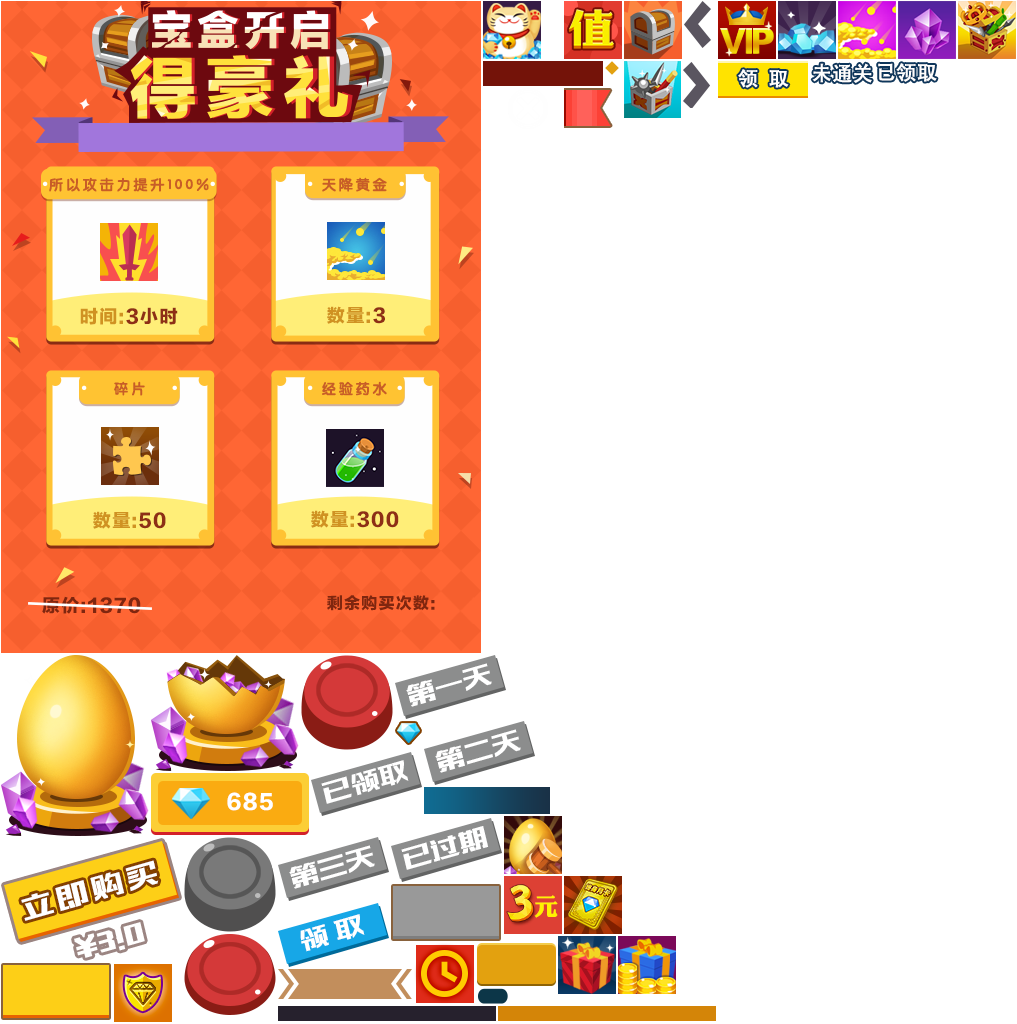 宝盒开启
得豪礼
所以攻击力提升100%
天降黄金
时间:3小时
数量:3
碎片
经验药水
数量:50
数量:300
原价:1370
剩余购买次数:
值
VIP
领 取
未通关
已领取
第一天
第二天
已领取
685
第三天
已过期
立即购买
¥3.0
领 取
3元